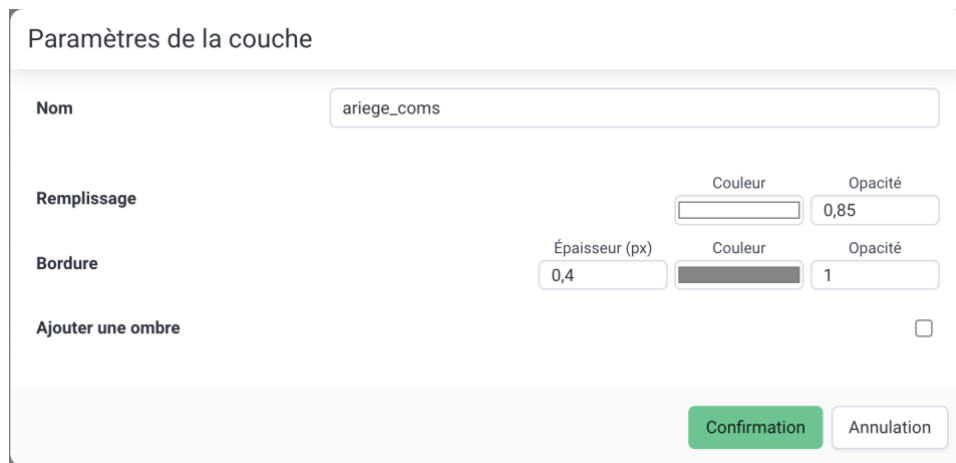 Paramètres de la couche
Nom
ariege_coms
Couleur Opacité
Remplissage
0,85
Épaisseur (px) Couleur Opacité
Bordure
0,4 1
Ajouter une ombre
Confirmation Annulation